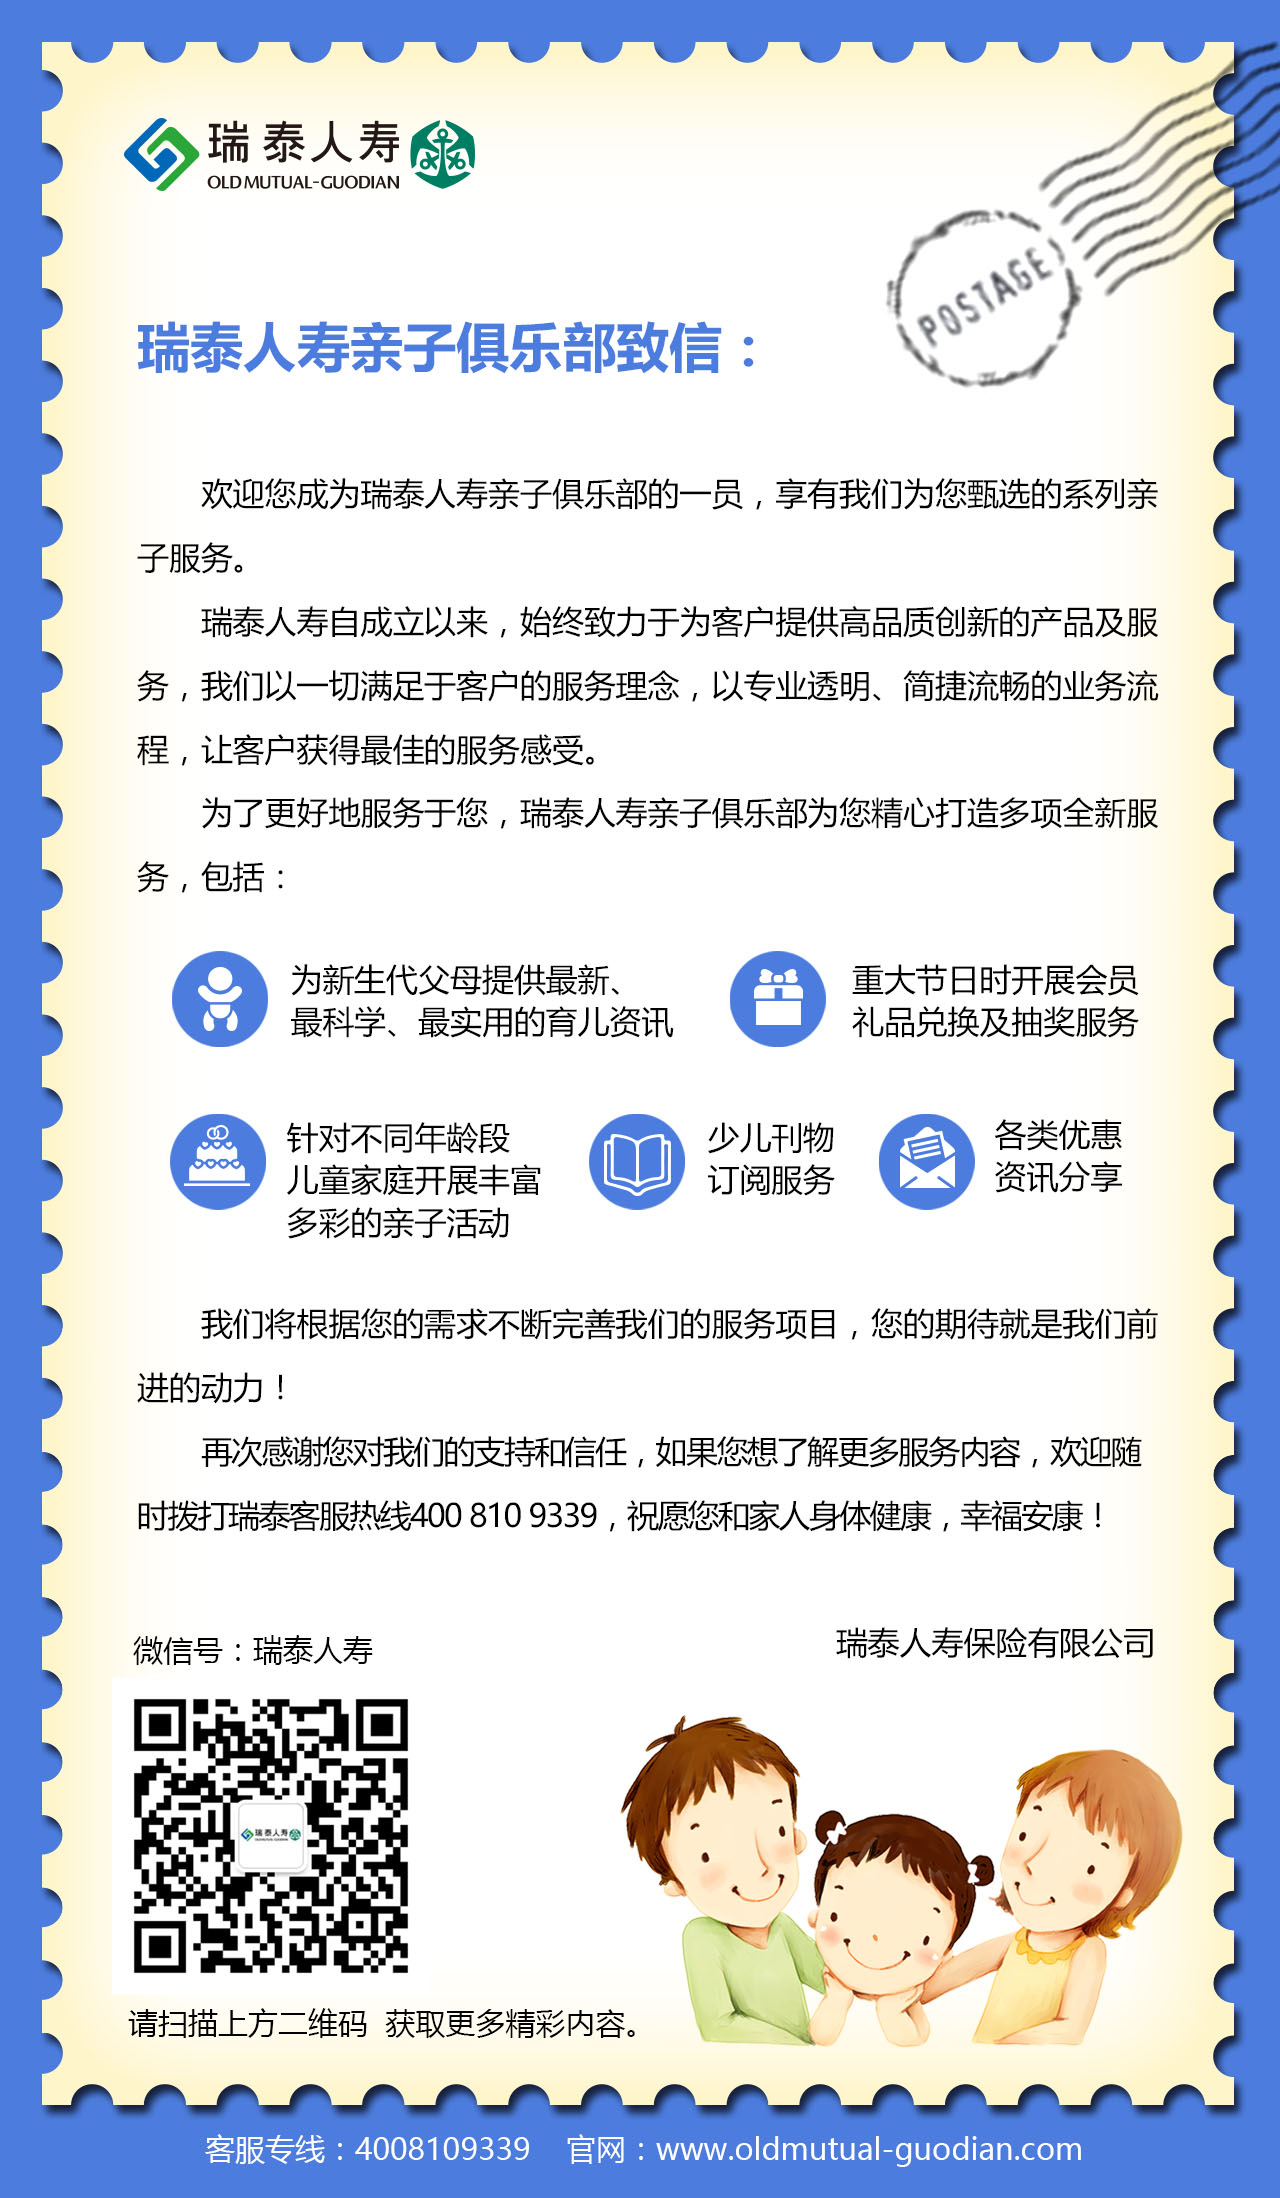 瑞泰人寿
OLD MUTUAL-GUODIAN
POSTAGE
瑞泰人寿亲子俱乐部致信：
欢迎您成为瑞泰人寿亲子俱乐部的一员，享有我们为您甄选的系列亲
子服务。
瑞泰人寿自成立以来，始终致力于为客户提供高品质创新的产品及服
务，我们以一切满足于客户的服务理念，以专业透明、简捷流畅的业务流
程，让客户获得最佳的服务感受。
为了更好地服务于您，瑞泰人寿亲子俱乐部为您精心打造多项全新服
务，包括：
为新生代父母提供最新、
最科学、最实用的育儿资讯
重大节日时开展会员
礼品兑换及抽奖服务
针对不同年龄段
儿童家庭开展丰富
多彩的亲子活动
少儿刊物
订阅服务
各类优惠
资讯分享
我们将根据您的需求不断完善我们的服务项目，您的期待就是我们前
进的动力！
再次感谢您对我们的支持和信任，如果您想了解更多服务内容，欢迎随
时拨打瑞泰客服热线400 810 9339，祝愿您和家人身体健康，幸福安康！
瑞泰人寿保险有限公司
微信号：瑞泰人寿
瑞泰人寿
OLD MUTUAL-GUODIAN
请扫描上方二维码 获取更多精彩内容。
客服专线：4008109339 官网：www.oldmutual-guodian.com